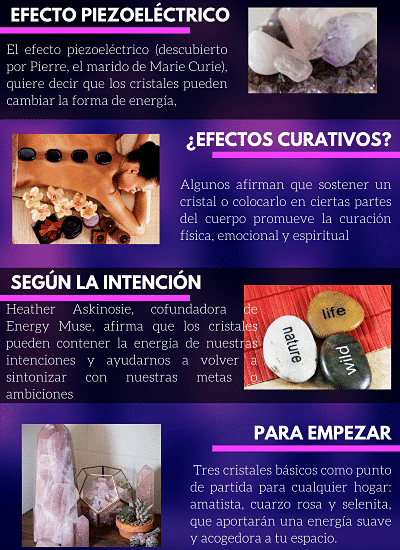 EFECTO PIEZOELÉCTRICO
El efecto piezoeléctrico (descubierto
por Pierre, el marido de Marie Curie),
quiere decir que los cristales pueden
cambiar la forma de energía,
¿EFECTOS CURATIVOS?
Algunos afirman que sostener un
cristal o colocarlo en ciertas partes
del cuerpo promueve la curación
física, emocional y espiritual
SEGÚN LA INTENCIÓN
Heather Askinosie, cofundadora de
Energy Muse, afirma que los cristales
pueden contener la energía de nuestras
intenciones y ayudarnos a volver a
sintonizar con nuestras metas o
ambiciones
life
nature
wild
PARA EMPEZAR
Tres cristales básicos como punto
de partida para cualquier hogar:
amatista, cuarzo rosa y selenita,
que aportarán una energía suave
y acogedora a tu espacio.